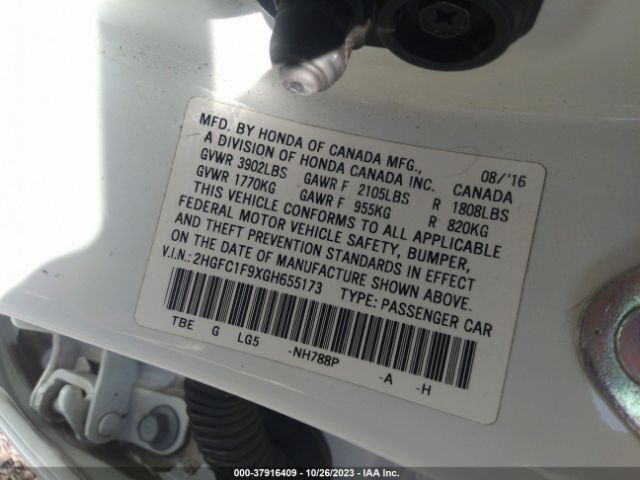 MFD. BY HONDA OF CANADA MFG., 08/'16
A DIVISION OF HONDA CANADA INC. CANADA
GVWR 3902LBS GAWR F 2105LBS R 1808LBS
GVWR 1770KG GAWR F 955KG R 820KG
THIS VEHICLE CONFORMS TO ALL APPLICABLE
FEDERAL MOTOR VEHICLE SAFETY, BUMPER,
AND THEFT PREVENTION STANDARDS IN EFFECT
ON THE DATE OF MANUFACTURE SHOWN ABOVE.
V.I.N.: 2HGFC1F9XGH655173 TYPE: PASSENGER CAR
TBE G LG5 -NH788P -A -H
000-37916409 | 10/26/2023 | IAA Inc.